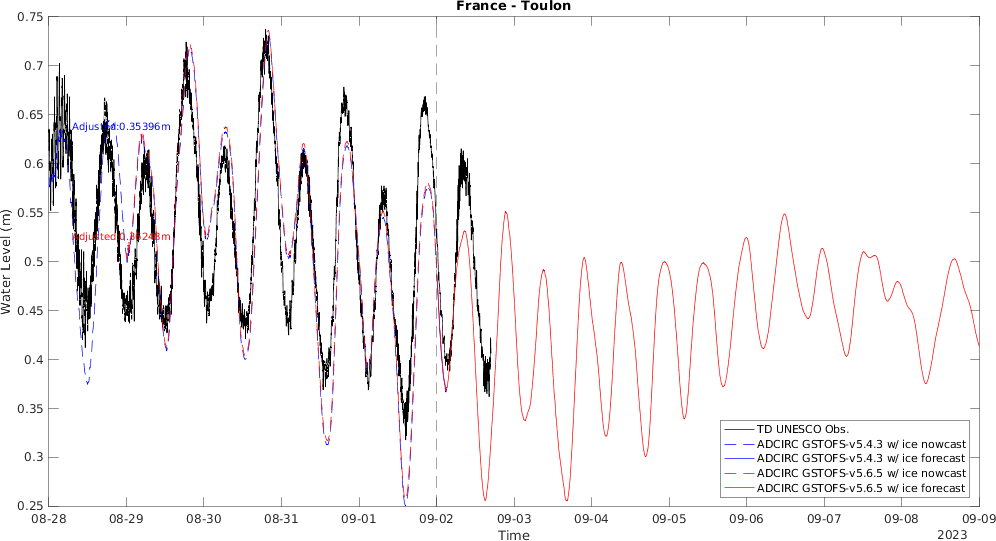 France - Toulon
0.75
0.7
0.65
0.6
0.55
0.5
0.45
0.4
0.35
0.3
0.25
Water Level (m)
Adjusted:0.35396m
08-28
08-29
08-30
08-31
09-01
09-02
09-03
09-04
09-05
09-06
09-07
09-08
09-09
Time
2023
TD UNESCO Obs.
ADCIRC GSTOFS-v5.4.3 w/ ice nowcast
ADCIRC GSTOFS-v5.4.3 w/ ice forecast
ADCIRC GSTOFS-v5.6.5 w/ ice nowcast
ADCIRC GSTOFS-v5.6.5 w/ ice forecast